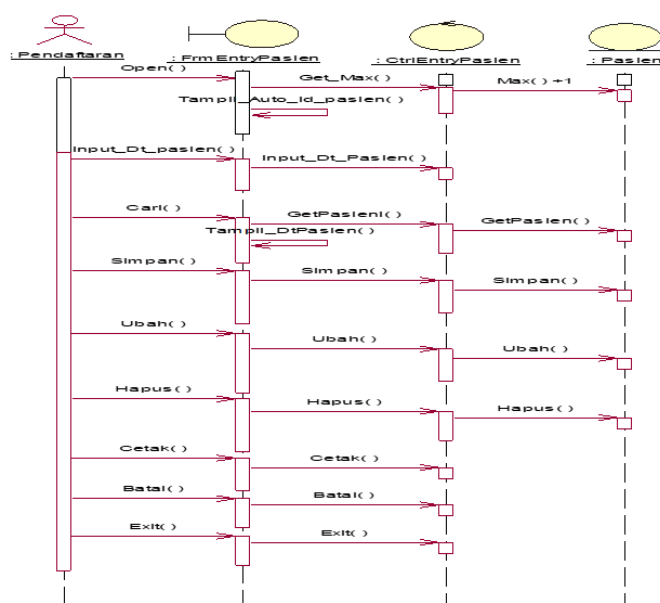 : Pendaftaran
: FrmEntryPasien
: CtrlEntryPasien
: Pasien
Open( )
Get_Max( )
Max( ) +1
Tampil_Auto_Id_pasien( )
Input_Dt_pasien( )
Input_Dt_Pasien( )
Cari( )
GetPasienI( )
GetPasien( )
Tampil_DtPasien( )
Simpan( )
Simpan( )
Simpan( )
Ubah( )
Ubah( )
Ubah( )
Hapus( )
Hapus( )
Hapus( )
Cetak( )
Cetak( )
Batal( )
Batal( )
Exit( )
Exit( )